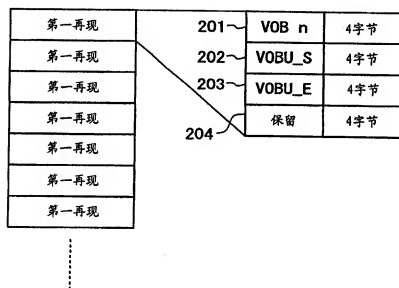 第一再现
第一再现
第一再现
第一再现
第一再现
第一再现
第一再现
201 VOB n 4字节
202 VOBU_S 4字节
203 VOBU_E 4字节
204 保留 4字节